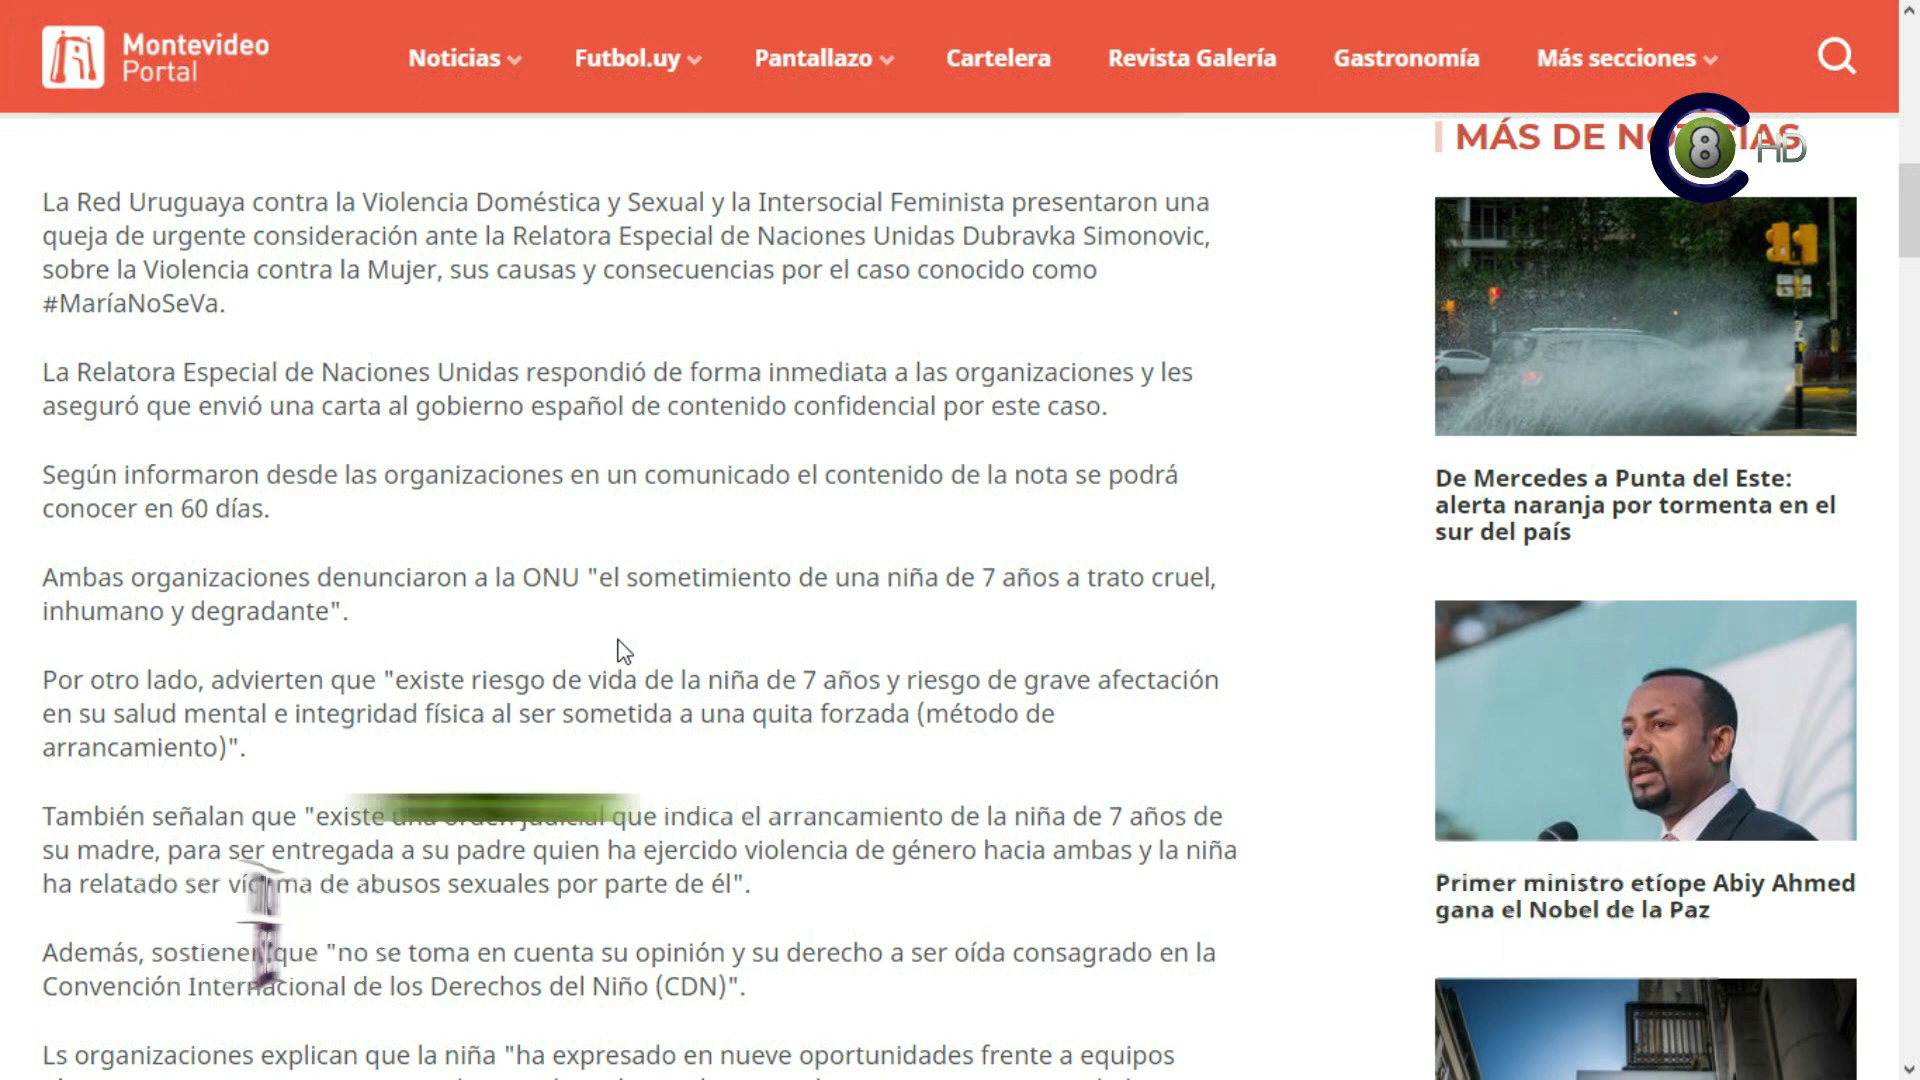 Montevideo
Portal
Noticias
Futbol.uy
Pantallazo
Cartelera
Revista Galería
Gastronomía
Más secciones
La Red Uruguaya contra la Violencia Doméstica y Sexual y la Intersocial Feminista presentaron una
queja de urgente consideración ante la Relatora Especial de Naciones Unidas Dubravka Simonovic,
sobre la Violencia contra la Mujer, sus causas y consecuencias por el caso conocido como
#MaríaNoSeVa.
La Relatora Especial de Naciones Unidas respondió de forma inmediata a las organizaciones y les
aseguró que envió una carta al gobierno español de contenido confidencial por este caso.
Según informaron desde las organizaciones en un comunicado el contenido de la nota se podrá
conocer en 60 días.
Ambas organizaciones denunciaron a la ONU "el sometimiento de una niña de 7 años a trato cruel,
inhumano y degradante".
Por otro lado, advierten que "existe riesgo de vida de la niña de 7 años y riesgo de grave afectación
en su salud mental e integridad física al ser sometida a una quita forzada (método de
arrancamiento)".
También señalan que "existe una orden judicial que indica el arrancamiento de la niña de 7 años de
su madre, para ser entregada a su padre quien ha ejercido violencia de género hacia ambas y la niña
ha relatado ser víctima de abusos sexuales por parte de él".
Además, sostienen que "no se toma en cuenta su opinión y su derecho a ser oída consagrado en la
Convención Internacional de los Derechos del Niño (CDN)".
Ls organizaciones explican que la niña "ha expresado en nueve oportunidades frente a equipos
MÁS DE NOTICIAS
8 HD
De Mercedes a Punta del Este:
alerta naranja por tormenta en el
sur del país
Primer ministro etíope Abiy Ahmed
gana el Nobel de la Paz